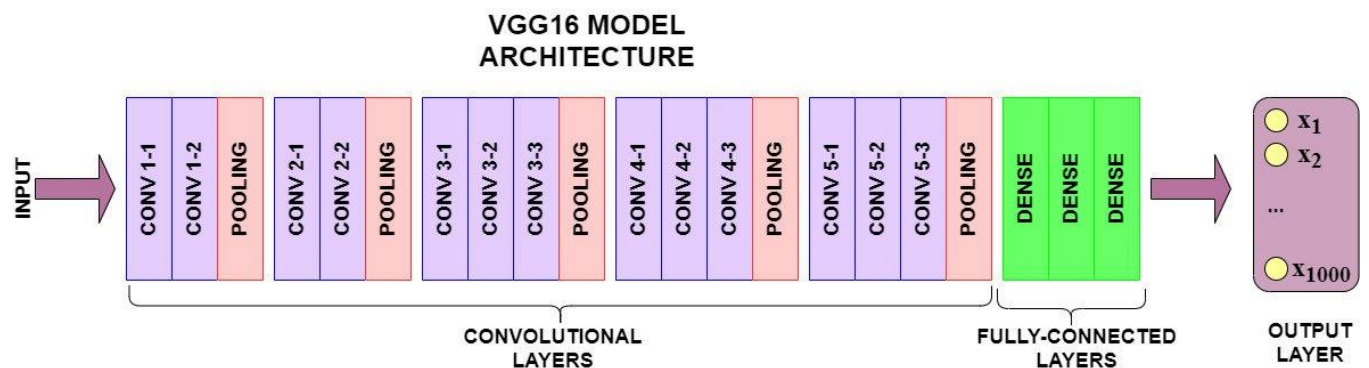 VGG16 MODEL
ARCHITECTURE
INPUT
CONV 1-1
CONV 1-2
POOLING
CONV 2-1
CONV 2-2
POOLING
CONV 3-1
CONV 3-2
CONV 3-3
POOLING
CONV 4-1
CONV 4-2
CONV 4-3
POOLING
CONV 5-1
CONV 5-2
CONV 5-3
POOLING
DENSE
DENSE
DENSE
x1
x2
...
x1000
CONVOLUTIONAL
LAYERS
FULLY-CONNECTED
LAYERS
OUTPUT
LAYER